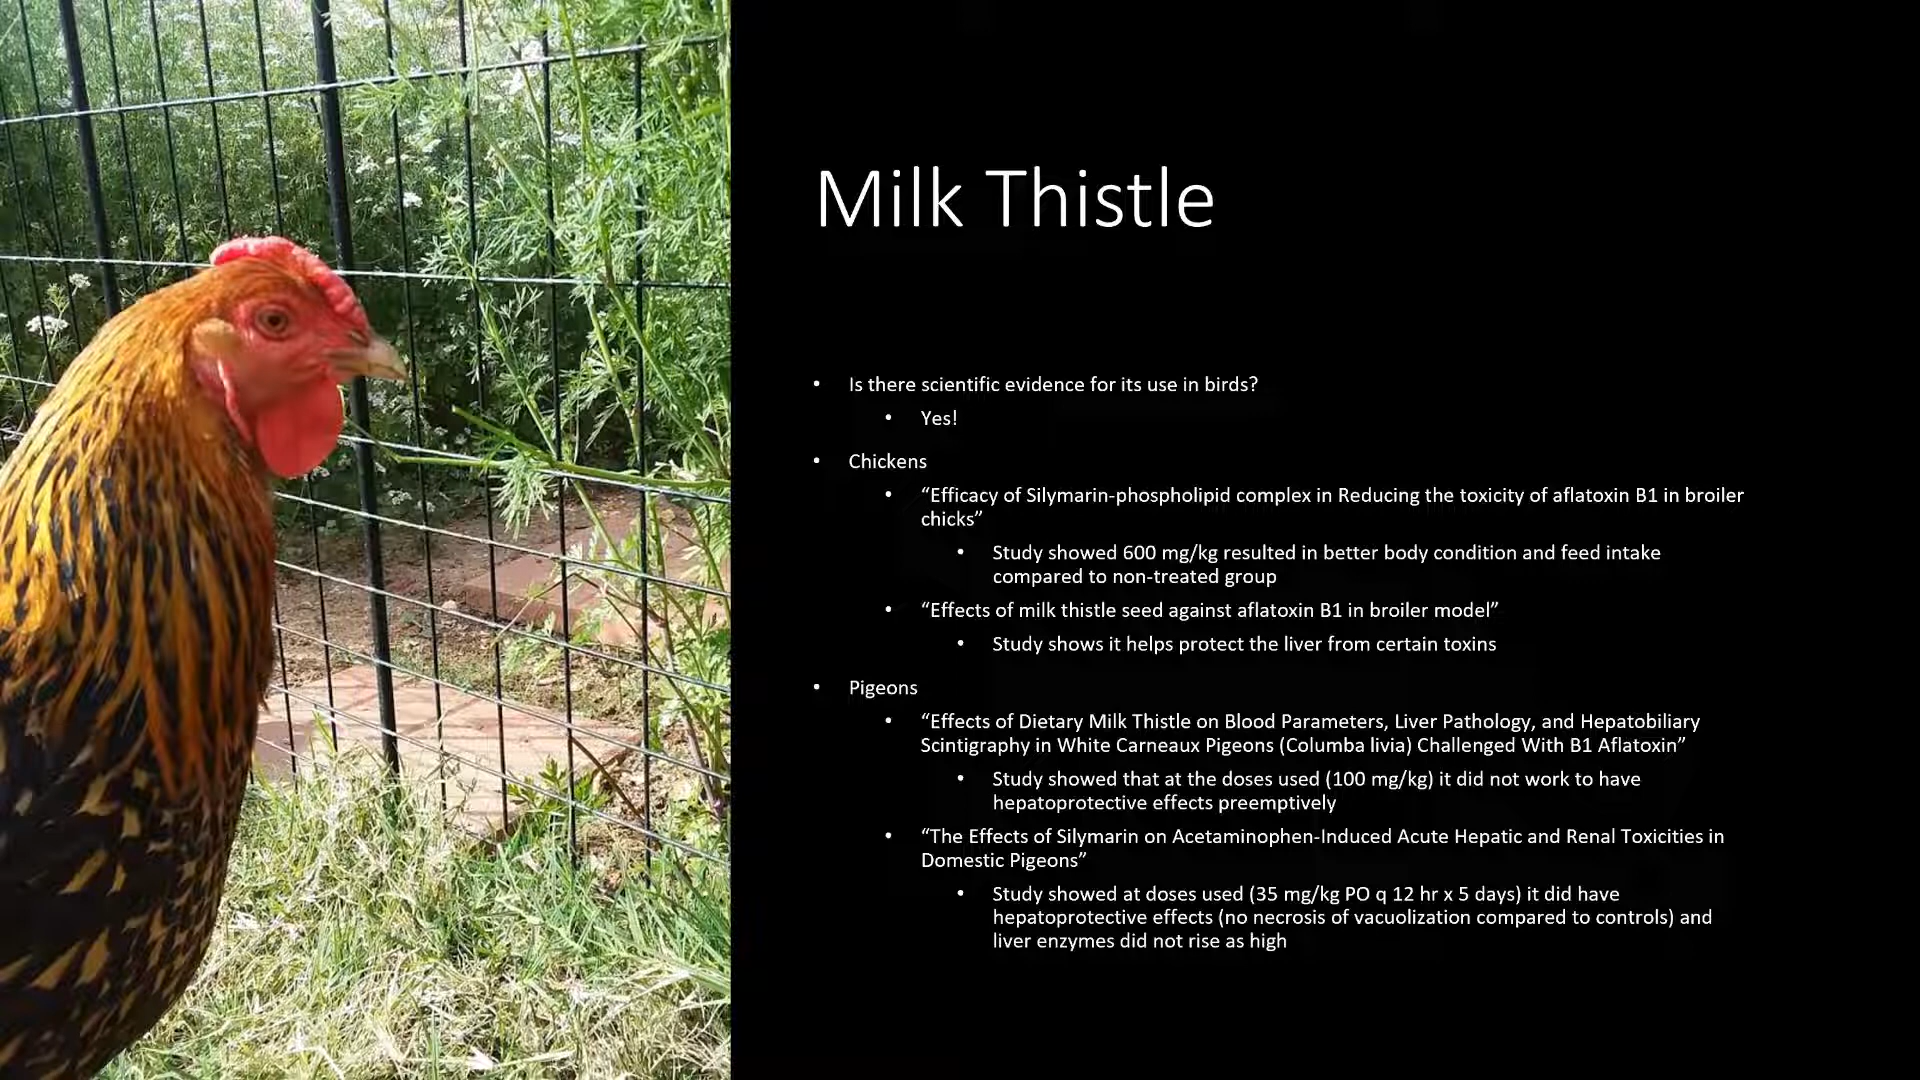 Milk Thistle
• Is there scientific evidence for its use in birds?
• Yes!
• Chickens
• “Efficacy of Silymarin-phospholipid complex in Reducing the toxicity of aflatoxin B1 in broiler
chicks”
• Study showed 600 mg/kg resulted in better body condition and feed intake
compared to non-treated group
• “Effects of milk thistle seed against aflatoxin B1 in broiler model”
• Study shows it helps protect the liver from certain toxins
• Pigeons
• “Effects of Dietary Milk Thistle on Blood Parameters, Liver Pathology, and Hepatobiliary
Scintigraphy in White Carneaux Pigeons (Columba livia) Challenged With B1 Aflatoxin”
• Study showed that at the doses used (100 mg/kg) it did not work to have
hepatoprotective effects preemptively
• “The Effects of Silymarin on Acetaminophen-Induced Acute Hepatic and Renal Toxicities in
Domestic Pigeons”
• Study showed at doses used (35 mg/kg PO q 12 hr x 5 days) it did have
hepatoprotective effects (no necrosis of vacuolization compared to controls) and
liver enzymes did not rise as high